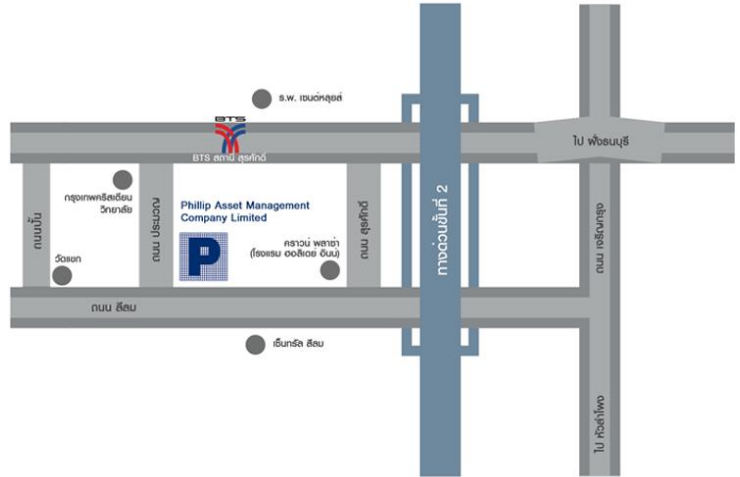 ร.พ. เซนต์หลุยส์
BTS
BTS สถานี สุรศักดิ์
ไป ฝั่งธนบุรี
กรุงเทพคริสเตียน
วิทยาลัย
ถนนปั้น
ถนน ประมวญ
Phillip Asset Management
Company Limited
P
คราวน์ พลาซ่า
(โรงแรม ฮอลิเดย์ อินน์)
ถนน สุรศักดิ์
ทางด่วนขั้นที่ 2
ถนน เจริญกรุง
วัดแขก
ถนน สีลม
เซ็นทรัล สีลม
ไป หัวลำโพง